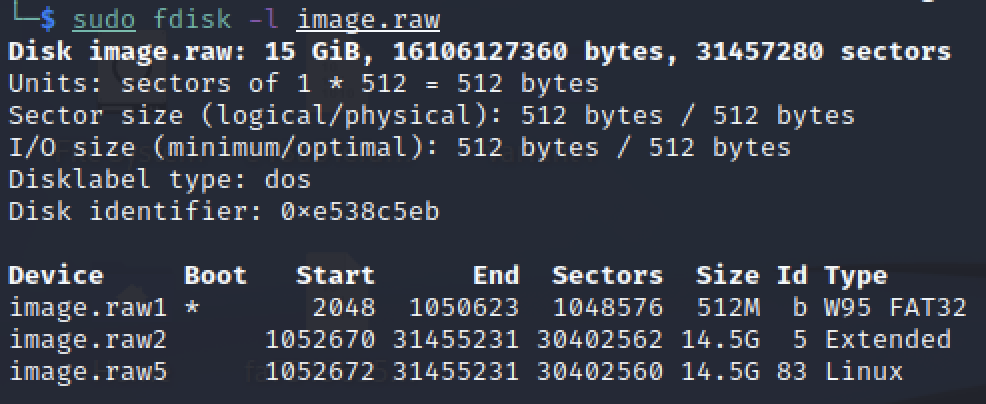 └─$ sudo fdisk -l image.raw
Disk image.raw: 15 GiB, 16106127360 bytes, 31457280 sectors
Units: sectors of 1 * 512 = 512 bytes
Sector size (logical/physical): 512 bytes / 512 bytes
I/O size (minimum/optimal): 512 bytes / 512 bytes
Disklabel type: dos
Disk identifier: 0×e538c5eb

Device     Boot   Start      End  Sectors  Size Id Type
image.raw1 *       2048  1050623  1048576  512M  b W95 FAT32
image.raw2      1052670 31455231 30402562 14.5G  5 Extended
image.raw5      1052672 31455231 30402560 14.5G 83 Linux